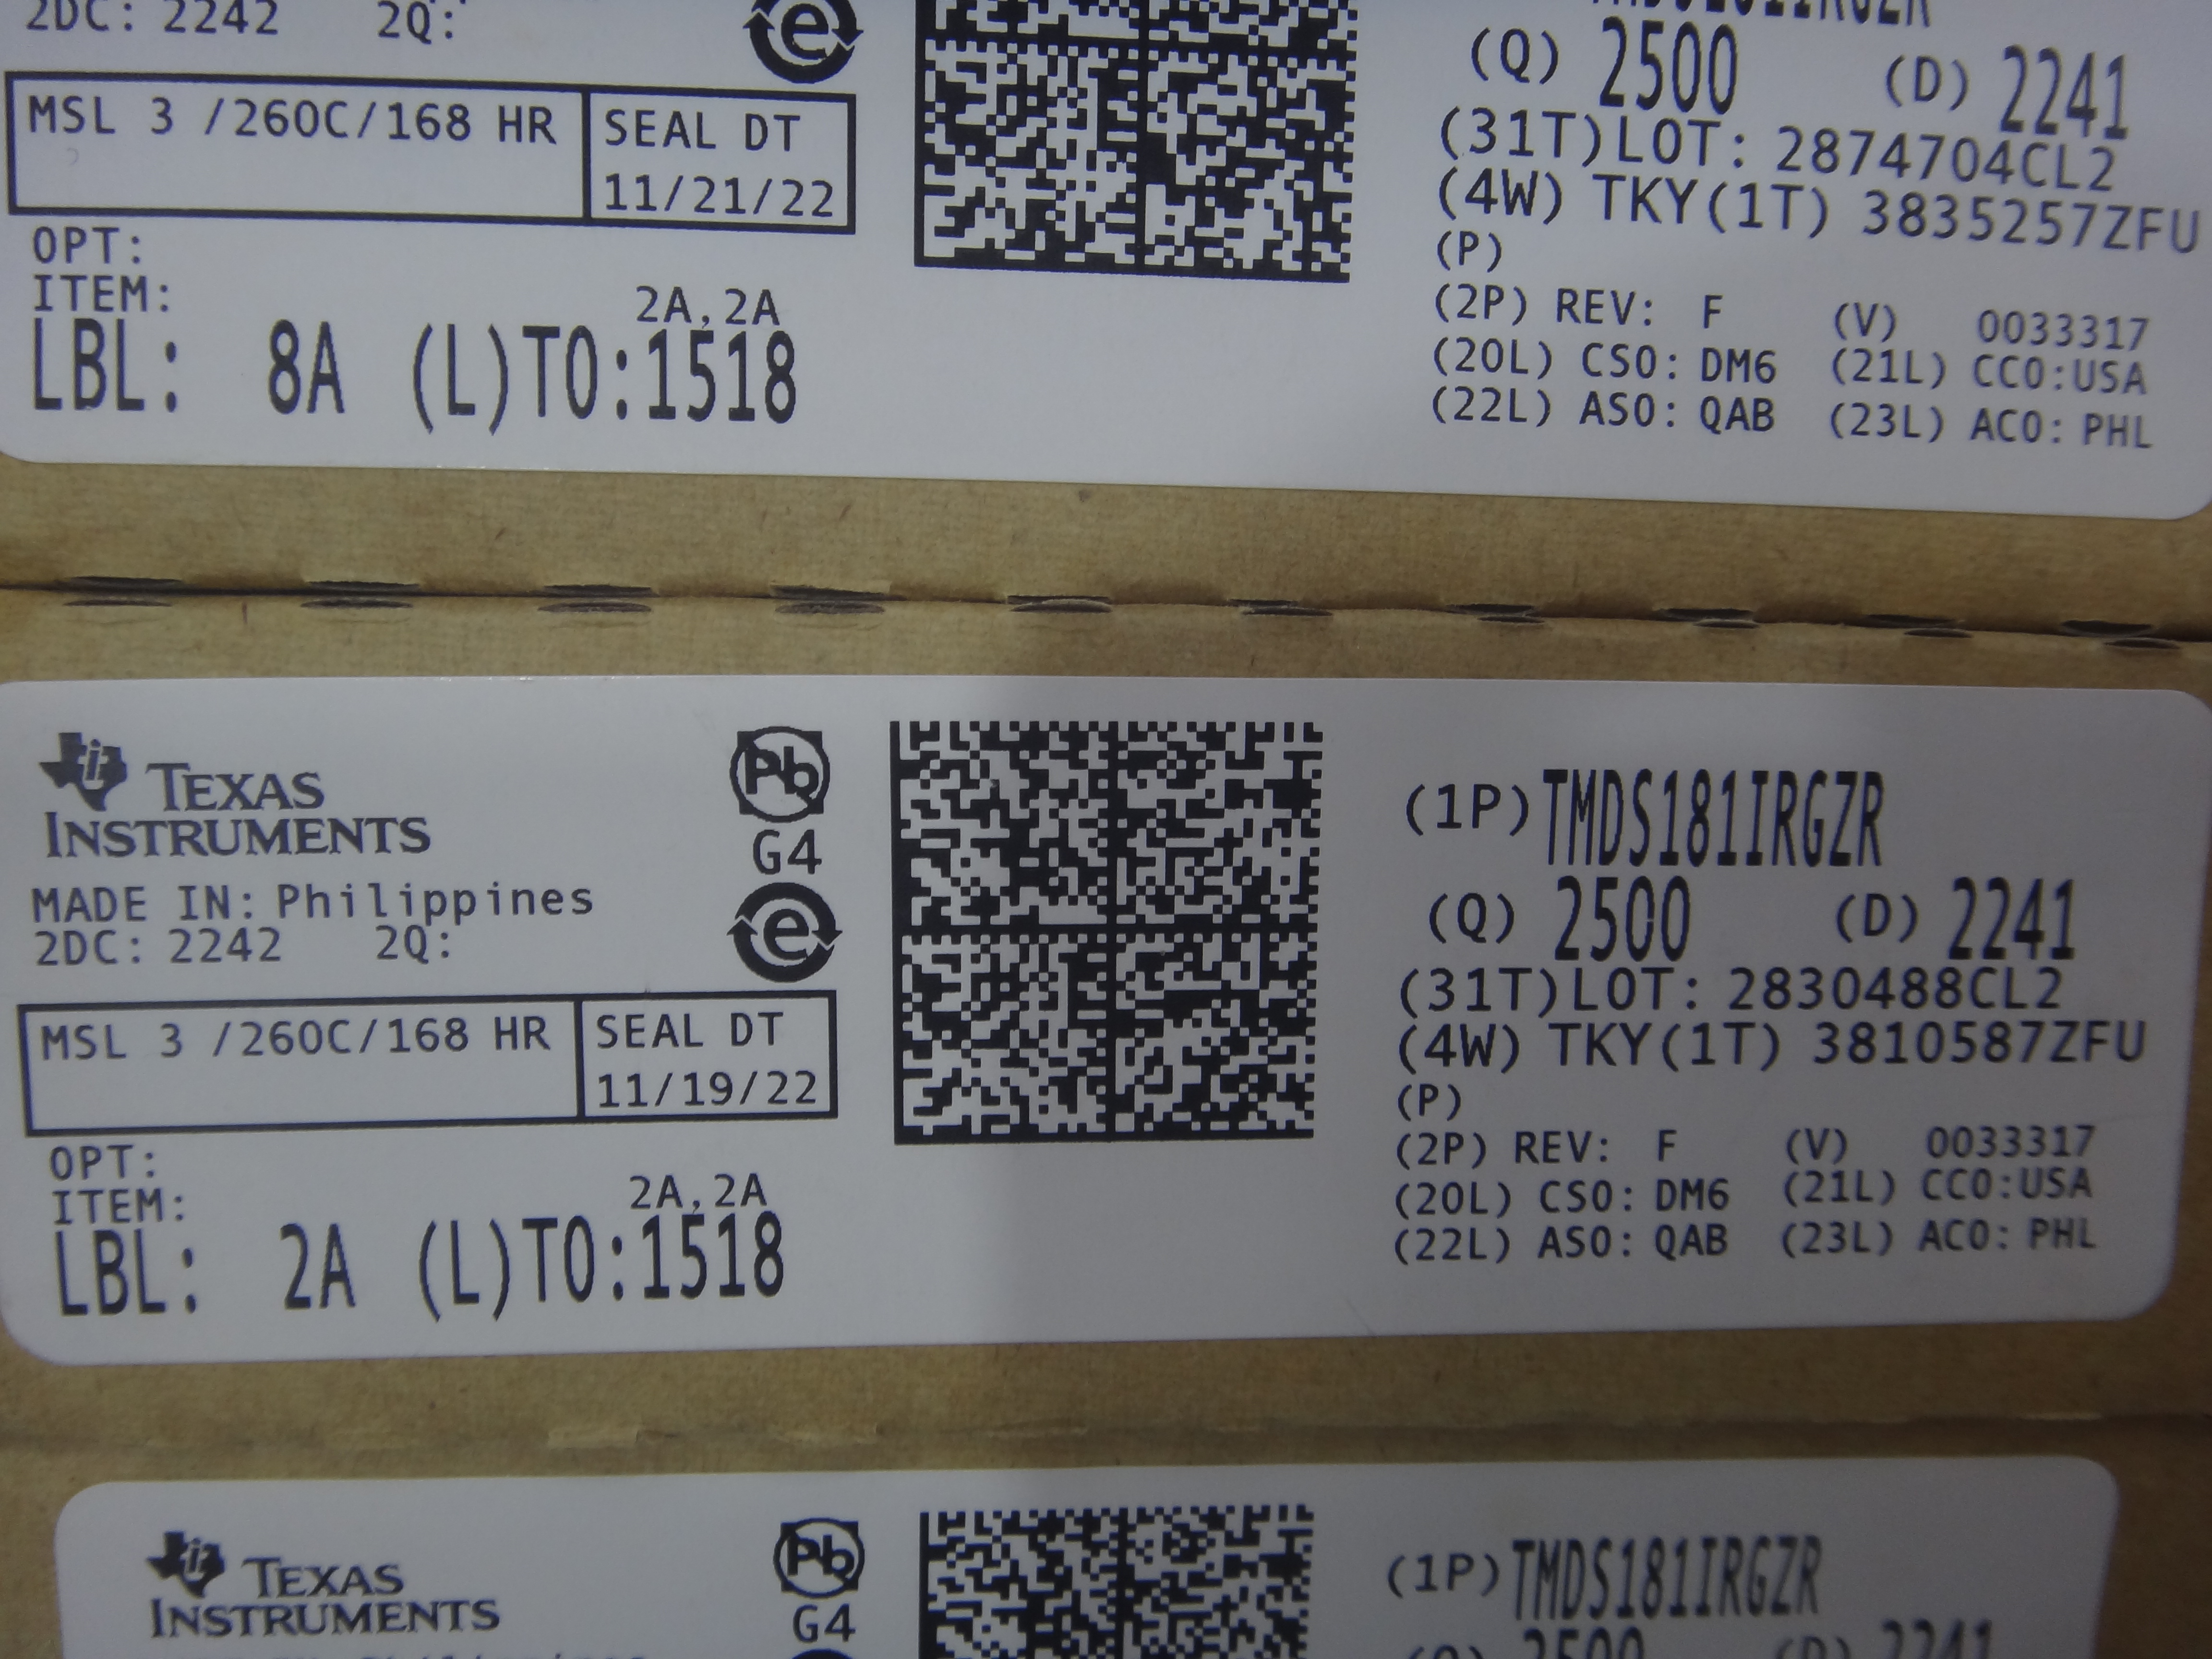 2DC: 2242 2Q:
MSL 3 /260C/168 HR
SEAL DT
11/21/22
OPT:
ITEM:
2A,2A
LBL: 8A (L)TO:1518
(Q) 2500 (D) 2241
(31T)LOT: 2874704CL2
(4W) TKY(1T) 3835257ZFU
(P)
(2P) REV: F (V) 0033317
(20L) CSO: DM6 (21L) CCO:USA
(22L) ASO: QAB (23L) ACO: PHL
TEXAS
INSTRUMENTS
MADE IN: Philippines
2DC: 2242 2Q:
Pb
G4
e
MSL 3 /260C/168 HR
SEAL DT
11/19/22
OPT:
ITEM:
2A,2A
LBL: 2A (L)TO:1518
(1P)TMDS181IRGZR
(Q) 2500 (D) 2241
(31T)LOT: 2830488CL2
(4W) TKY(1T) 3810587ZFU
(P)
(2P) REV: F (V) 0033317
(20L) CSO: DM6 (21L) CCO:USA
(22L) ASO: QAB (23L) ACO: PHL
TEXAS
INSTRUMENTS
Pb
G4
(1P)TMDS181IRGZR
(Q) 2500 (D) 2241